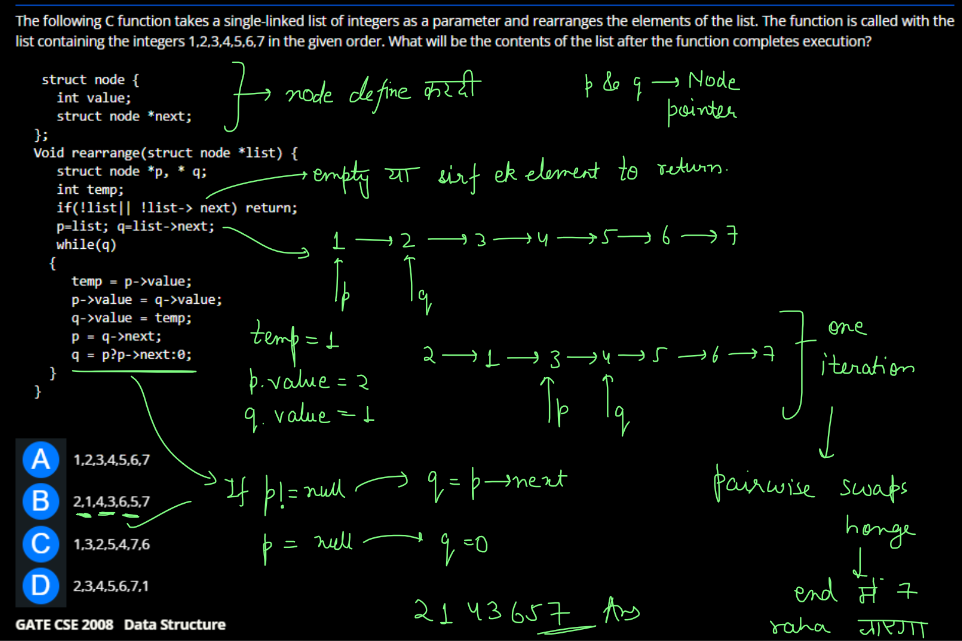 The following C function takes a single-linked list of integers as a parameter and rearranges the elements of the list. The function is called with the
list containing the integers 1,2,3,4,5,6,7 in the given order. What will be the contents of the list after the function completes execution?
struct node {
int value;
struct node *next;
};
node define करदी
p & q → Node
pointer
Void rearrange(struct node *list) {
struct node *p, * q;
int temp;
if(!list|| !list-> next) return;
p=list; q=list->next;
while(q)
{
temp = p->value;
p->value = q->value;
q->value = temp;
p = q->next;
q = p?p->next:0;
}
}
empty या sirf ek element to return.
1 → 2 → 3 → 4 → 5 → 6 → 7
p q
temp = 1
p.value = 2
q.value = 1
2 → 1 → 3 → 4 → 5 → 6 → 7
p q
one
iteration
pairwise swaps
honge
end में 7
raha जाएगा
If p!=null → q = p→next
p = null → q =0
2 1 4 3 6 5 7 Ans
A 1,2,3,4,5,6,7
B 2,1,4,3,6,5,7
C 1,3,2,5,4,7,6
D 2,3,4,5,6,7,1
GATE CSE 2008 Data Structure